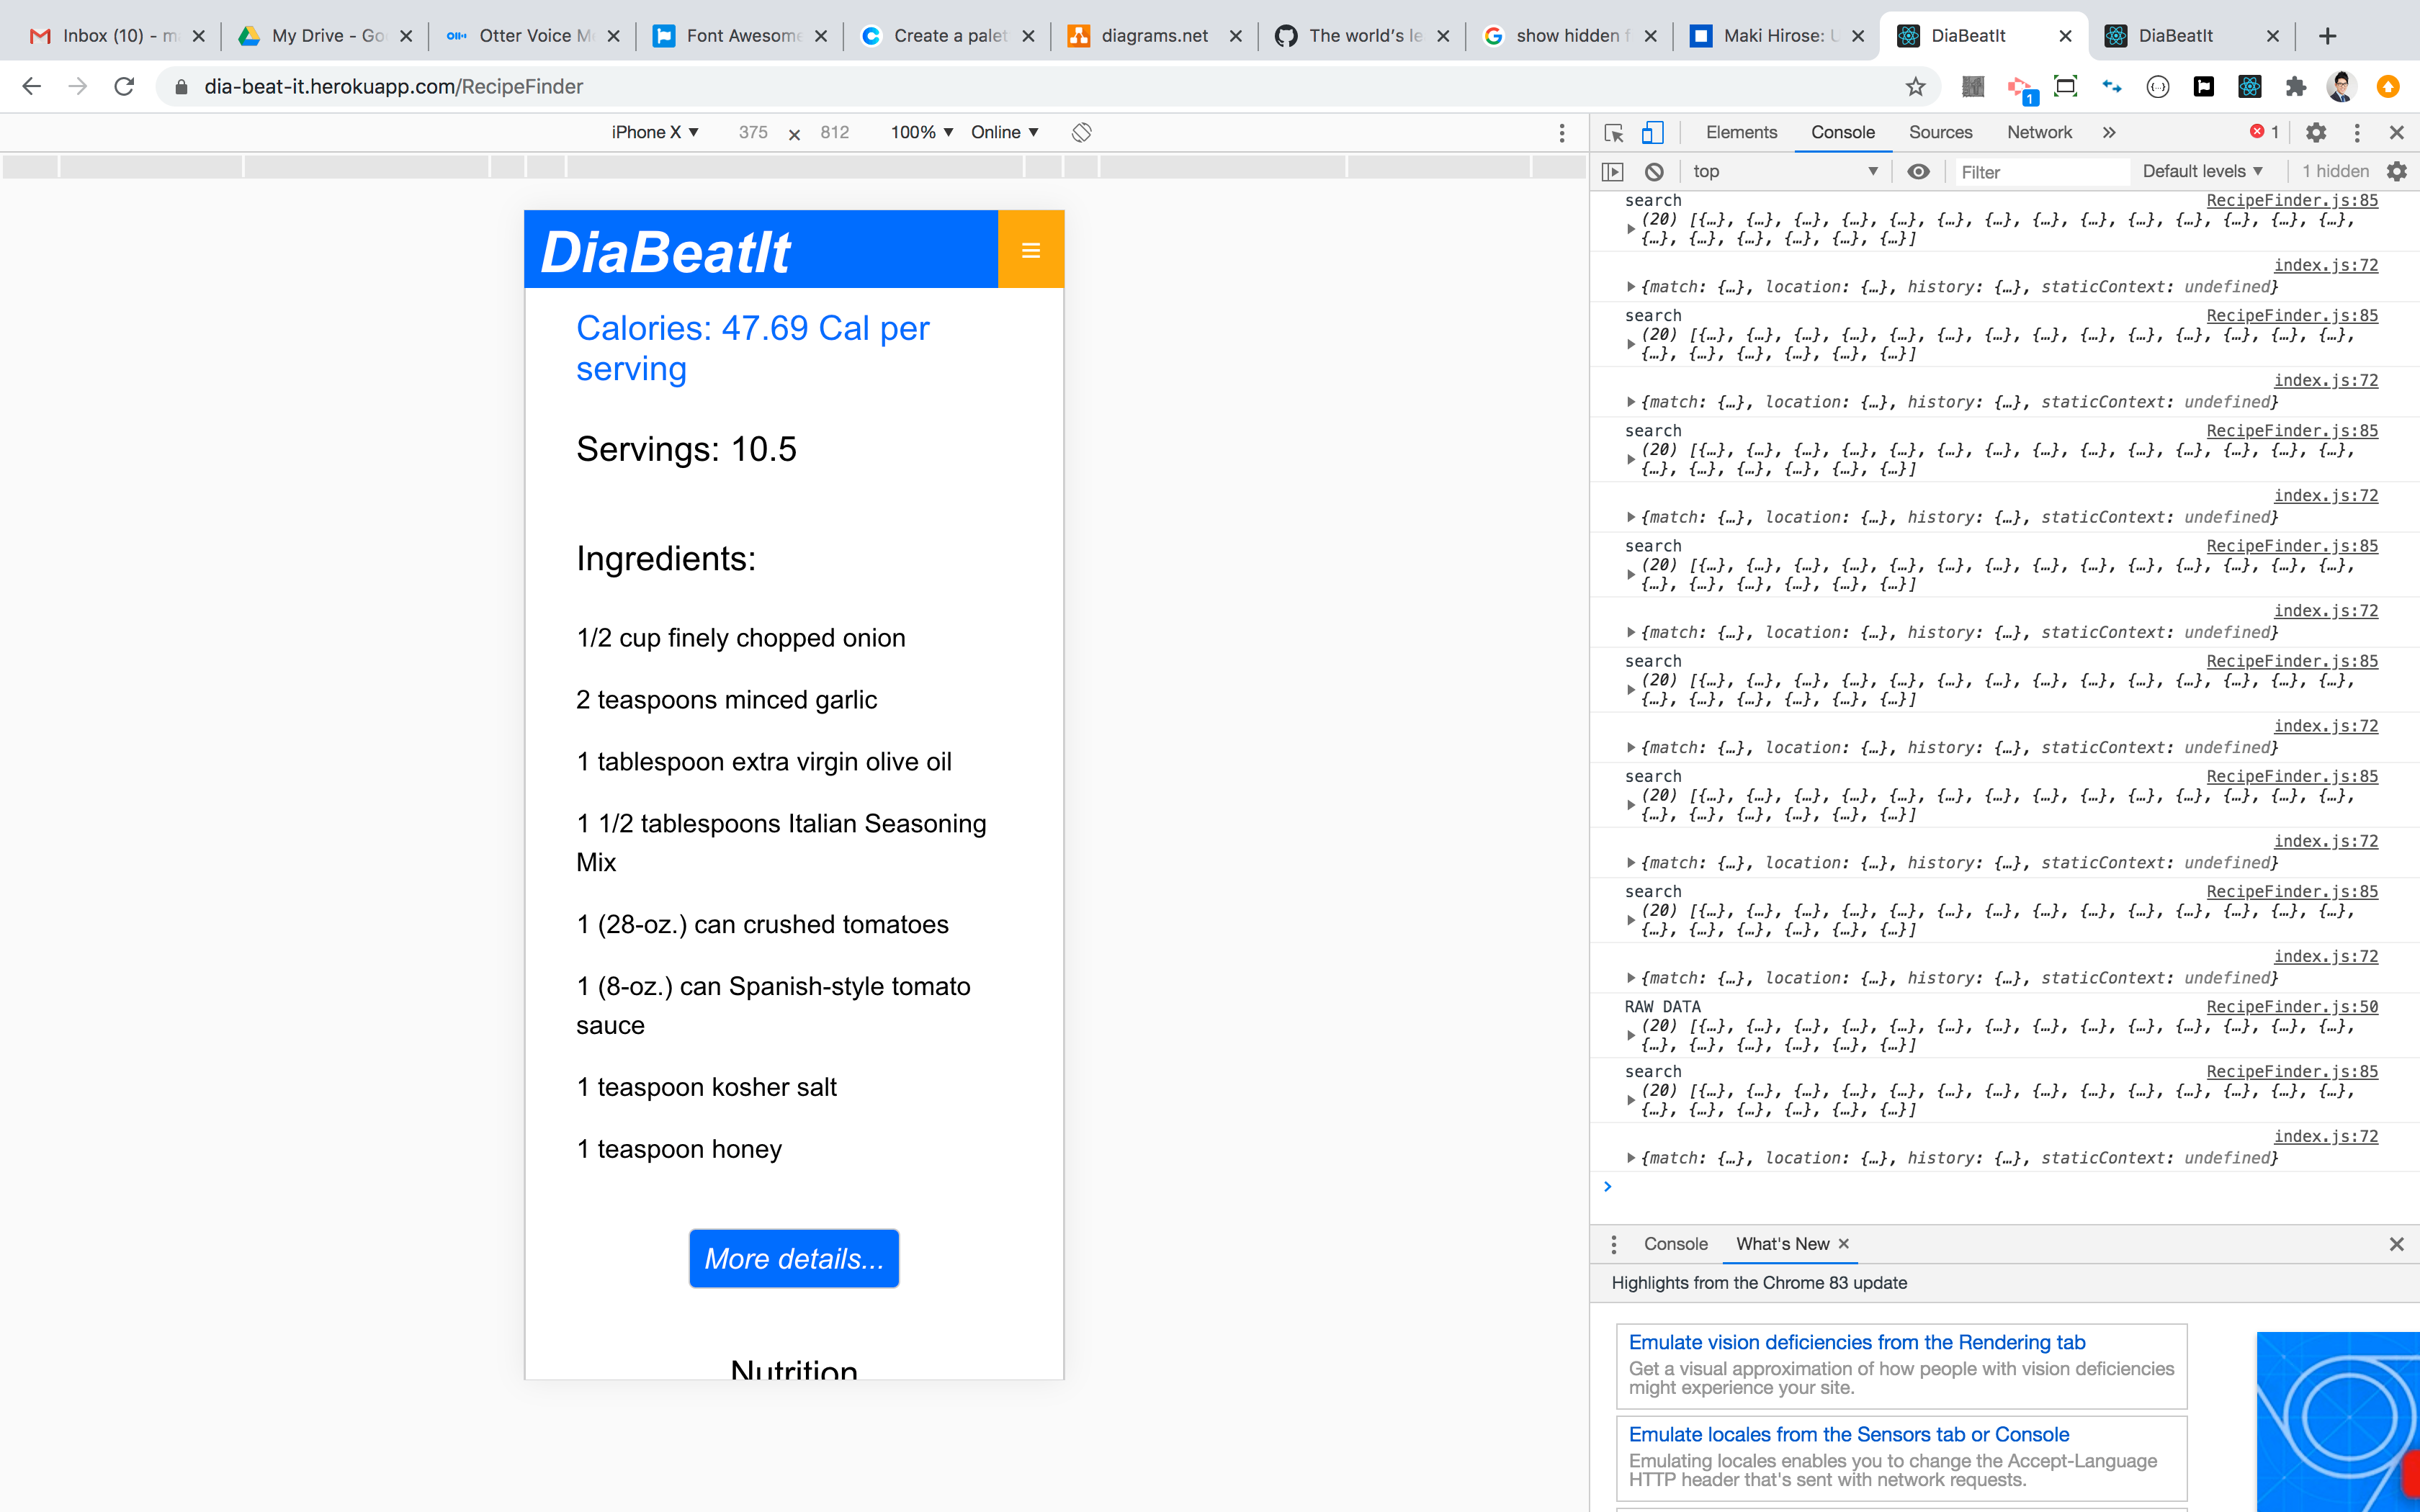 Inbox (10) - m
My Drive - Go
Otter Voice M
Font Awesome
Create a palet
diagrams.net
The world's le
show hidden f
Maki Hirose: U
DiaBeatIt
DiaBeatIt
dia-beat-it.herokuapp.com/RecipeFinder
1
iPhone X ▼ 375 × 812 100% ▼ Online ▼
DiaBeatIt
Calories: 47.69 Cal per
serving
Servings: 10.5
Ingredients:
1/2 cup finely chopped onion
2 teaspoons minced garlic
1 tablespoon extra virgin olive oil
1 1/2 tablespoons Italian Seasoning
Mix
1 (28-oz.) can crushed tomatoes
1 (8-oz.) can Spanish-style tomato
sauce
1 teaspoon kosher salt
1 teaspoon honey
More details...
Nutrition
Elements Console Sources Network » 1
top ▼ Filter Default levels ▼ 1 hidden
search RecipeFinder.js:85
(20) [{…}, {…}, {…}, {…}, {…}, {…}, {…}, {…}, {…}, {…}, {…}, {…}, {…}, {…},
{…}, {…}, {…}, {…}, {…}, {…}]
index.js:72
{match: {…}, location: {…}, history: {…}, staticContext: undefined}
search RecipeFinder.js:85
(20) [{…}, {…}, {…}, {…}, {…}, {…}, {…}, {…}, {…}, {…}, {…}, {…}, {…}, {…},
{…}, {…}, {…}, {…}, {…}, {…}]
index.js:72
{match: {…}, location: {…}, history: {…}, staticContext: undefined}
search RecipeFinder.js:85
(20) [{…}, {…}, {…}, {…}, {…}, {…}, {…}, {…}, {…}, {…}, {…}, {…}, {…}, {…},
{…}, {…}, {…}, {…}, {…}, {…}]
index.js:72
{match: {…}, location: {…}, history: {…}, staticContext: undefined}
search RecipeFinder.js:85
(20) [{…}, {…}, {…}, {…}, {…}, {…}, {…}, {…}, {…}, {…}, {…}, {…}, {…}, {…},
{…}, {…}, {…}, {…}, {…}, {…}]
index.js:72
{match: {…}, location: {…}, history: {…}, staticContext: undefined}
search RecipeFinder.js:85
(20) [{…}, {…}, {…}, {…}, {…}, {…}, {…}, {…}, {…}, {…}, {…}, {…}, {…}, {…},
{…}, {…}, {…}, {…}, {…}, {…}]
index.js:72
{match: {…}, location: {…}, history: {…}, staticContext: undefined}
search RecipeFinder.js:85
(20) [{…}, {…}, {…}, {…}, {…}, {…}, {…}, {…}, {…}, {…}, {…}, {…}, {…}, {…},
{…}, {…}, {…}, {…}, {…}, {…}]
index.js:72
{match: {…}, location: {…}, history: {…}, staticContext: undefined}
search RecipeFinder.js:85
(20) [{…}, {…}, {…}, {…}, {…}, {…}, {…}, {…}, {…}, {…}, {…}, {…}, {…}, {…},
{…}, {…}, {…}, {…}, {…}, {…}]
index.js:72
{match: {…}, location: {…}, history: {…}, staticContext: undefined}
RAW DATA RecipeFinder.js:50
(20) [{…}, {…}, {…}, {…}, {…}, {…}, {…}, {…}, {…}, {…}, {…}, {…}, {…}, {…},
{…}, {…}, {…}, {…}, {…}, {…}]
search RecipeFinder.js:85
(20) [{…}, {…}, {…}, {…}, {…}, {…}, {…}, {…}, {…}, {…}, {…}, {…}, {…}, {…},
{…}, {…}, {…}, {…}, {…}, {…}]
index.js:72
{match: {…}, location: {…}, history: {…}, staticContext: undefined}
Console What's New
Highlights from the Chrome 83 update
Emulate vision deficiencies from the Rendering tab
Get a visual approximation of how people with vision deficiencies
might experience your site.
Emulate locales from the Sensors tab or Console
Emulating locales enables you to change the Accept-Language
HTTP header that's sent with network requests.